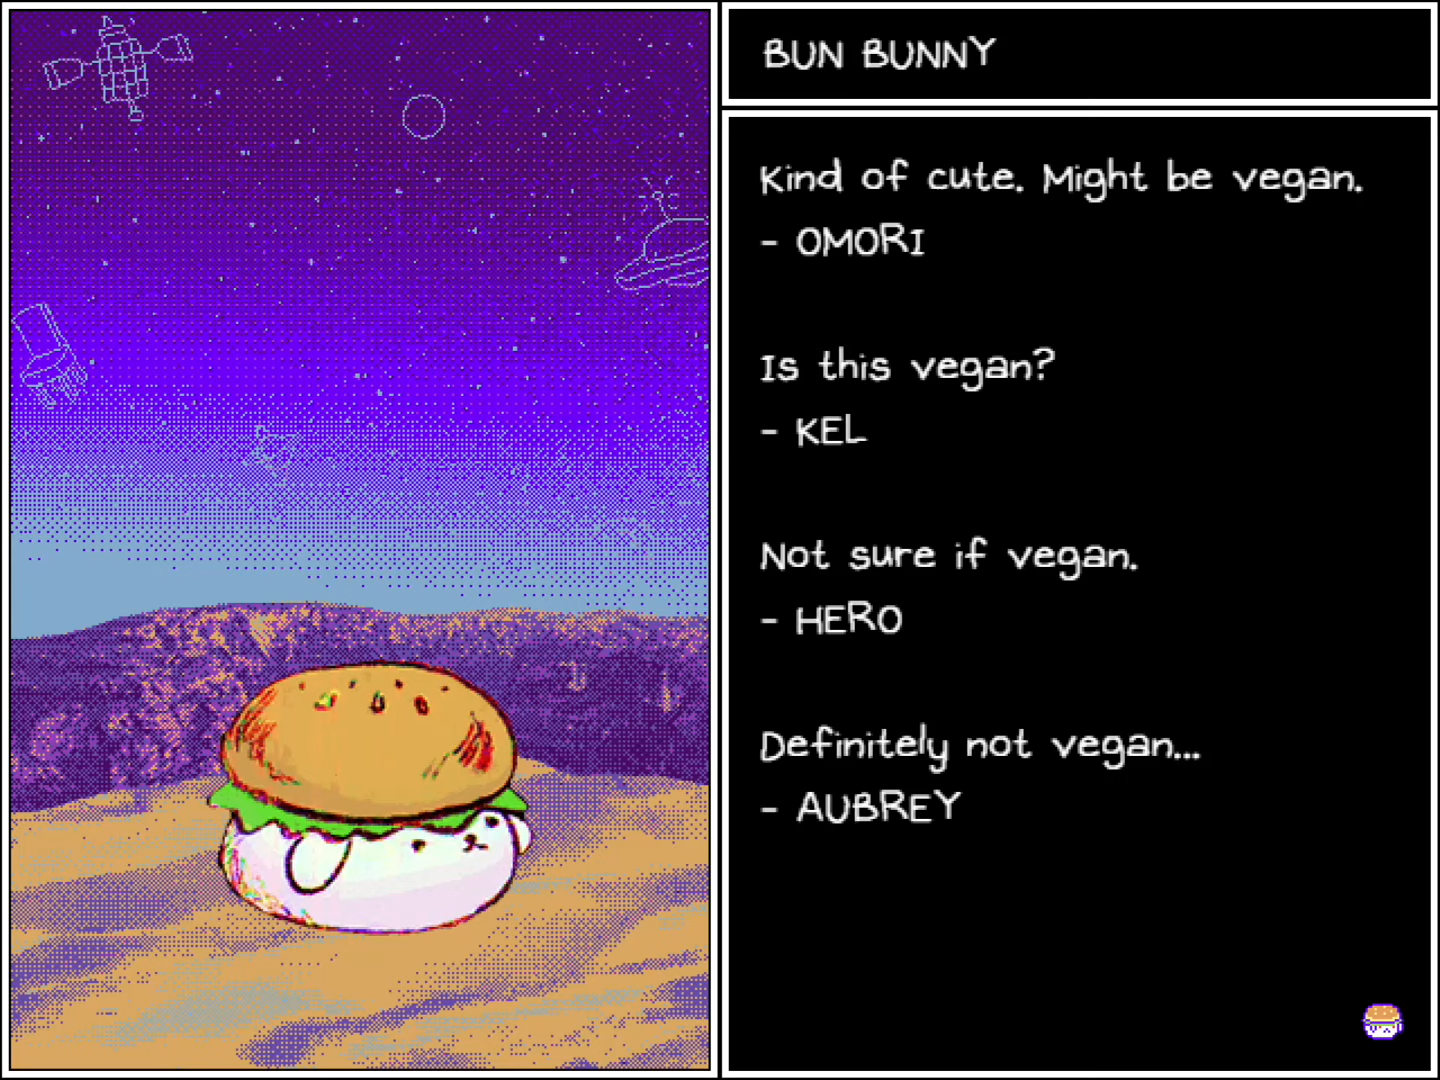 BUN BUNNY
Kind of cute. Might be vegan.
- OMORI
Is this vegan?
- KEL
Not sure if vegan.
- HERO
Definitely not vegan...
- AUBREY